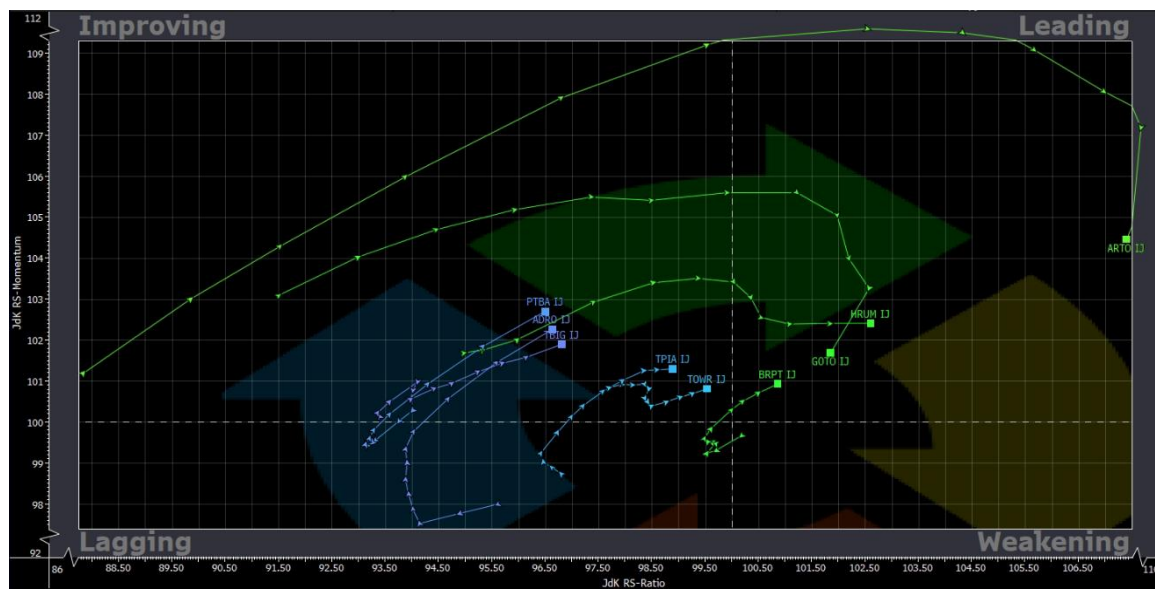 112
Improving
Leading
109
108
107
106
105
104
103
102
101
100
99
98
92
JdK RS-Momentum
ARTO IJ
PTBA IJ
ADRO IJ
TBIG IJ
HRUM IJ
GOTO IJ
TPIA IJ
TOWR IJ
BRPT IJ
Lagging
Weakening
86
88.50
89.50
90.50
91.50
92.50
93.50
94.50
95.50
96.50
97.50
98.50
99.50
100.50
101.50
102.50
103.50
104.50
105.50
106.50
JdK RS-Ratio